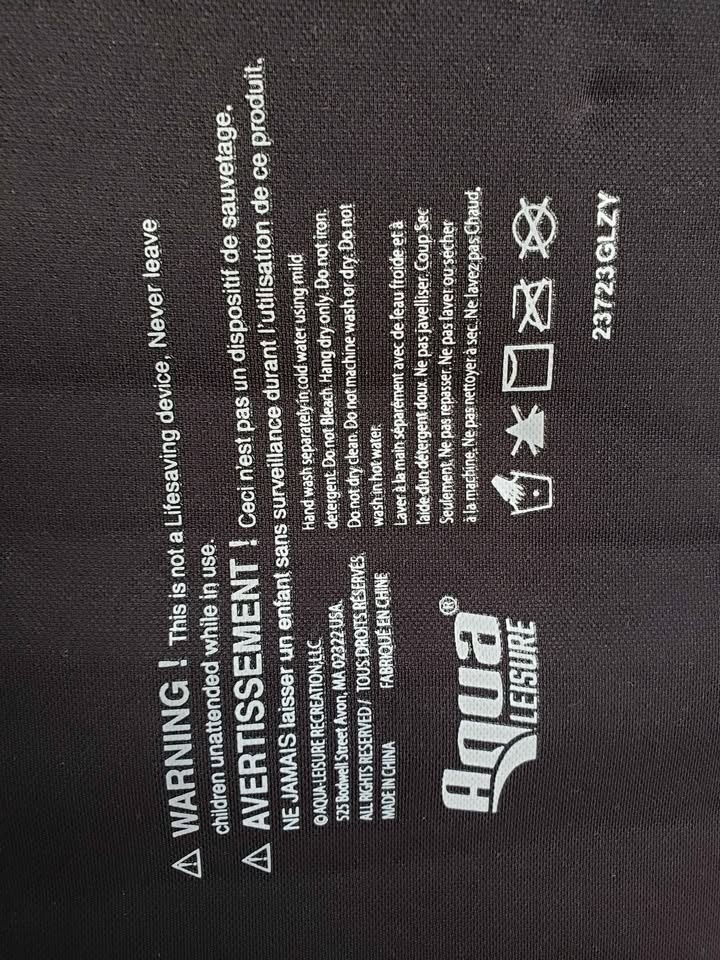 ⚠ WARNING ! This is not a Lifesaving device, Never leave
children unattended while in use.
⚠ AVERTISSEMENT ! Ceci n'est pas un dispositif de sauvetage.
NE JAMAIS laisser un enfant sans surveillance durant l'utilisation de ce produit.
© AQUA-LEISURE RECREATION, LLC.
525 Bodwell Street Avon, MA 02322 USA.
ALL RIGHTS RESERVED / TOUS DROITS RÉSERVÉS.
MADE IN CHINA FABRIQUÉ EN CHINE
Hand wash separately in cold water using mild
detergent. Do not Bleach. Hang dry only. Do not iron.
Do not dry clean. Do not machine wash or dry. Do not
wash in hot water.
Laver à la main séparément avec de l'eau froide et à
l'aide d'un détergent doux. Ne pas javelliser. Coup Sec
Seulement. Ne pas repasser. Ne pas laver ou sécher
à la machine. Ne pas nettoyer à sec. Ne lavez pas Chaud.
Aqua®
LEISURE
23723GLZY